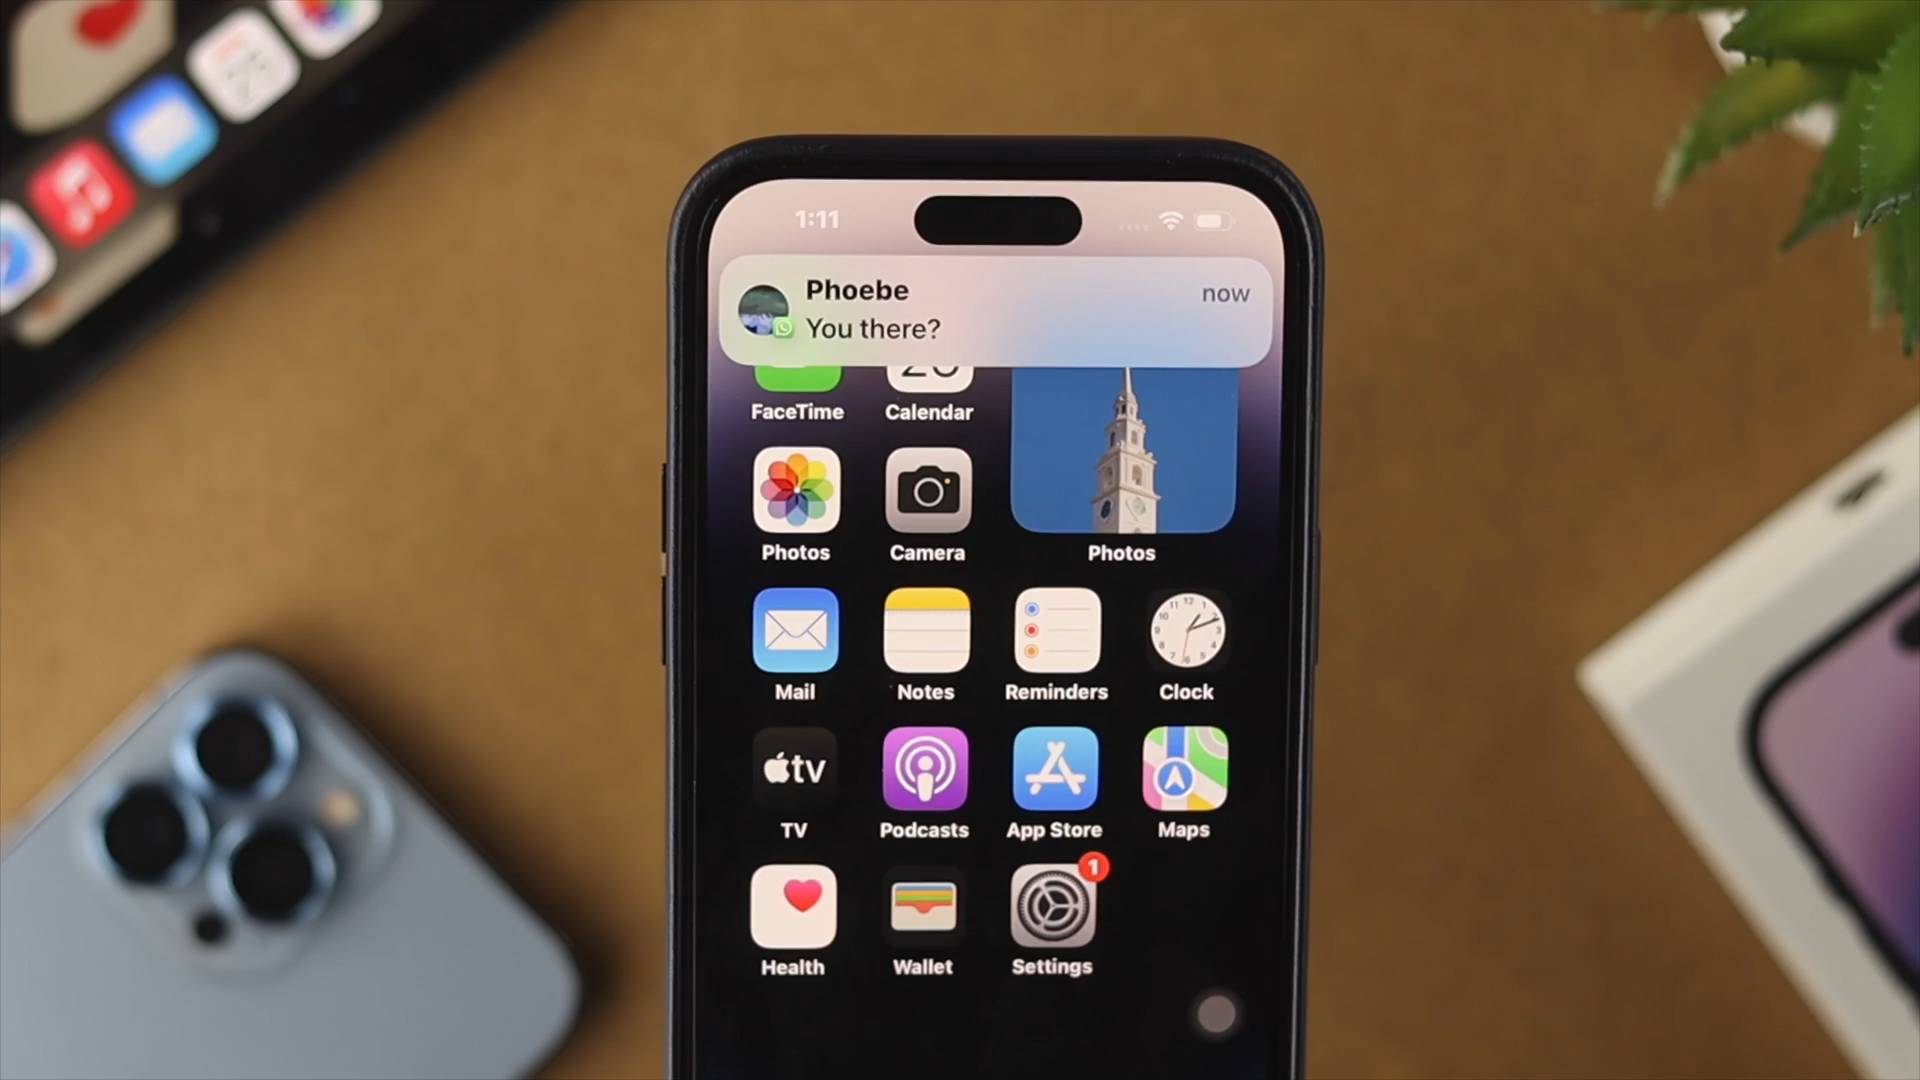 1:11
Phoebe
now
You there?
FaceTime
Calendar
Photos
Camera
Photos
Mail
Notes
Reminders
Clock
tv
TV
Podcasts
App Store
Maps
1
Health
Wallet
Settings